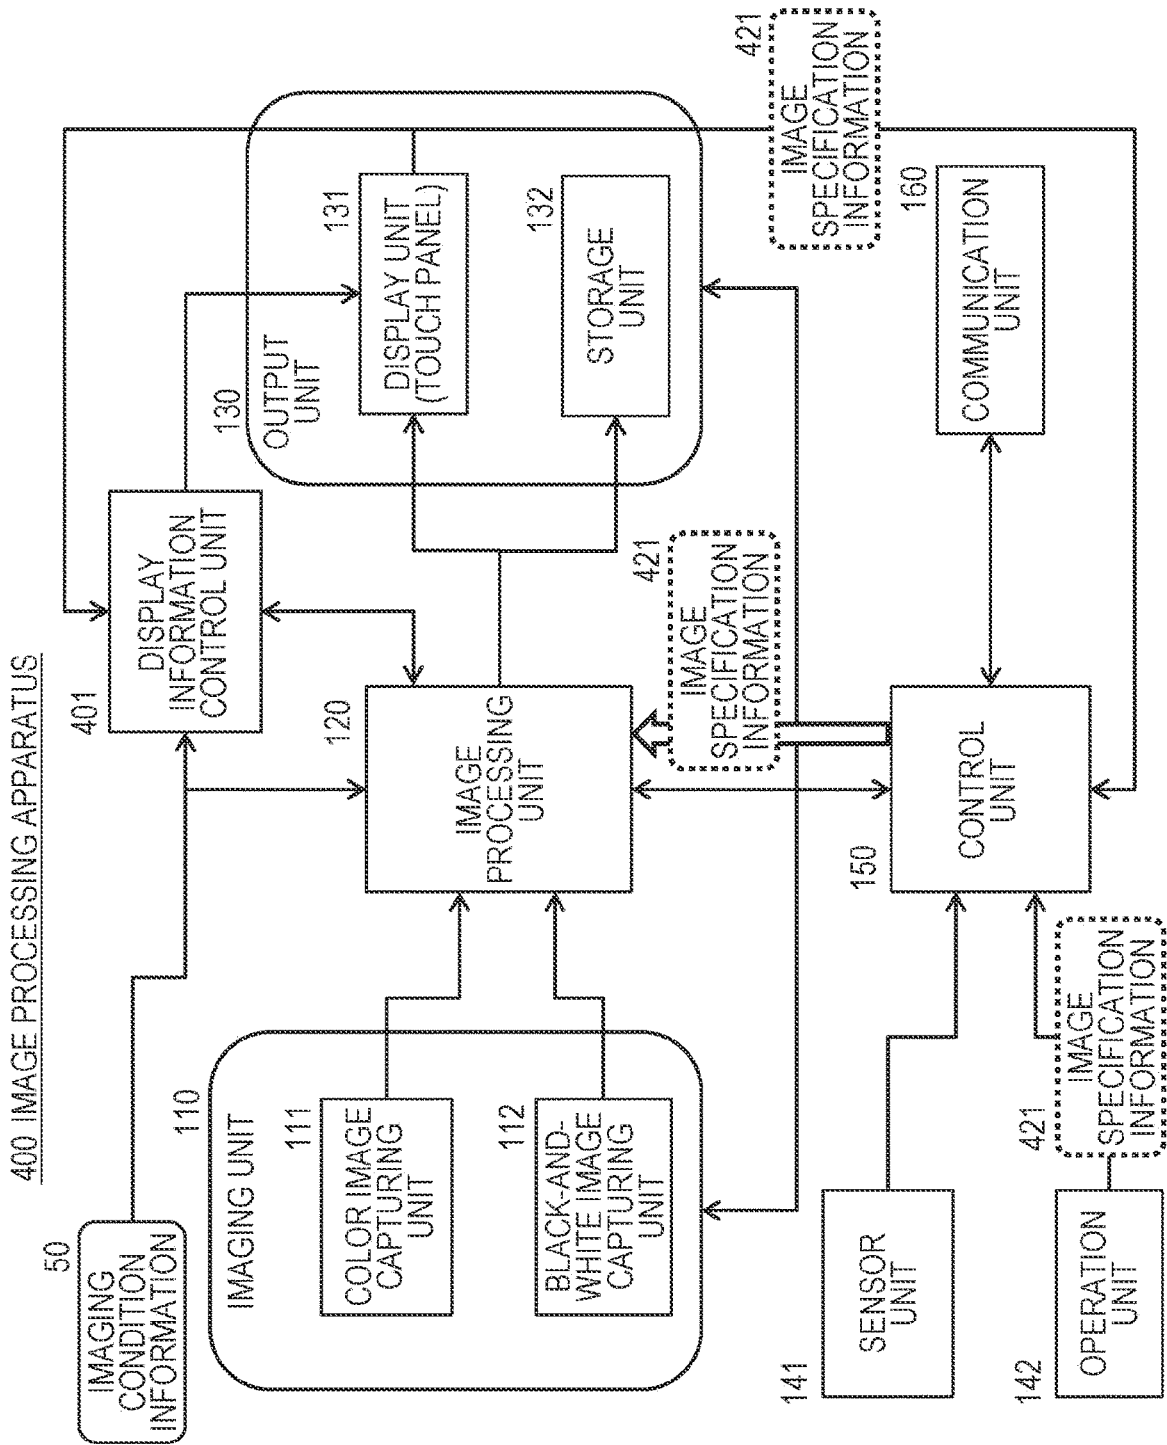 400 IMAGE PROCESSING APPARATUS
50
IMAGING
CONDITION
INFORMATION
401
DISPLAY
INFORMATION
CONTROL UNIT
110
IMAGING UNIT
111
COLOR IMAGE
CAPTURING
UNIT
112
BLACK-AND-
WHITE IMAGE
CAPTURING
UNIT
120
IMAGE
PROCESSING
UNIT
130
OUTPUT
UNIT
131
DISPLAY UNIT
(TOUCH PANEL)
132
STORAGE
UNIT
421
IMAGE
SPECIFICATION
INFORMATION
421
IMAGE
SPECIFICATION
INFORMATION
141
SENSOR
UNIT
142
OPERATION
UNIT
421
IMAGE
SPECIFICATION
INFORMATION
150
CONTROL
UNIT
160
COMMUNICATION
UNIT